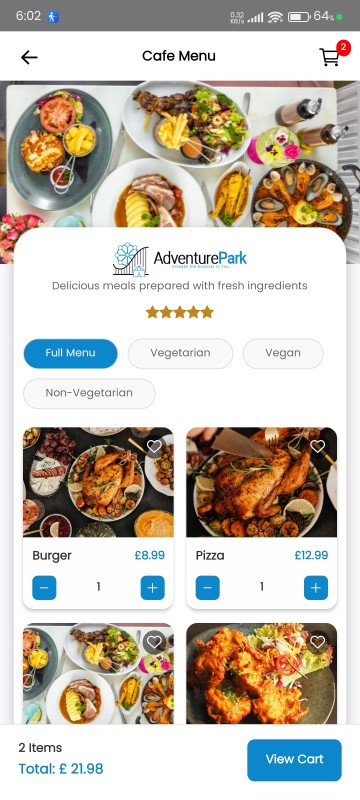 6:02 0.32 KB/s 64%
Cafe Menu 2
AdventurePark
Unleash the Explorer in You
Delicious meals prepared with fresh ingredients
Full Menu Vegetarian Vegan
Non-Vegetarian
Burger £8.99 Pizza £12.99
− 1 + − 1 +
2 Items
Total: £ 21.98
View Cart